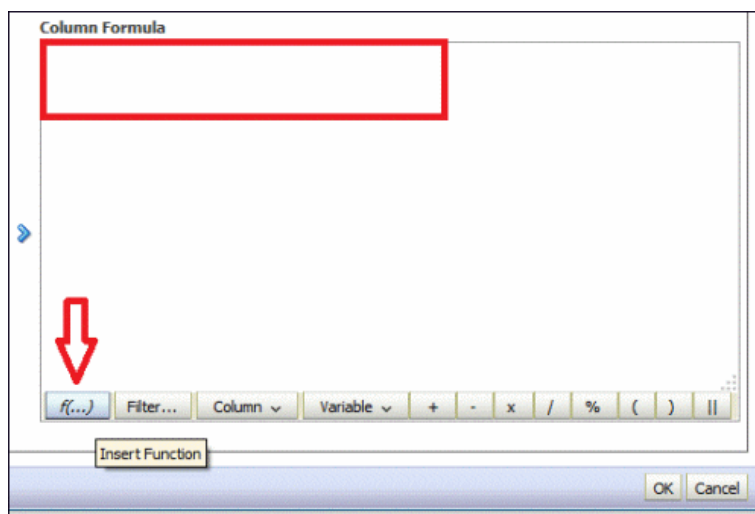 Column Formula
f(...) Filter... Column Variable + - x / % ( ) ||
Insert Function
OK Cancel